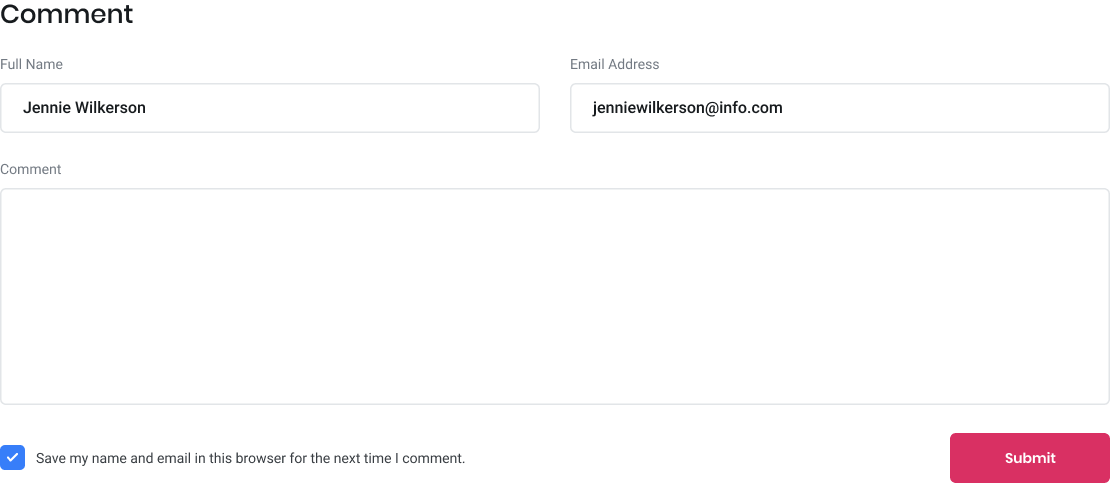 Comment
Full Name
Email Address
Jennie Wilkerson
jenniewilkerson@info.com
Comment
Save my name and email in this browser for the next time I comment.
Submit